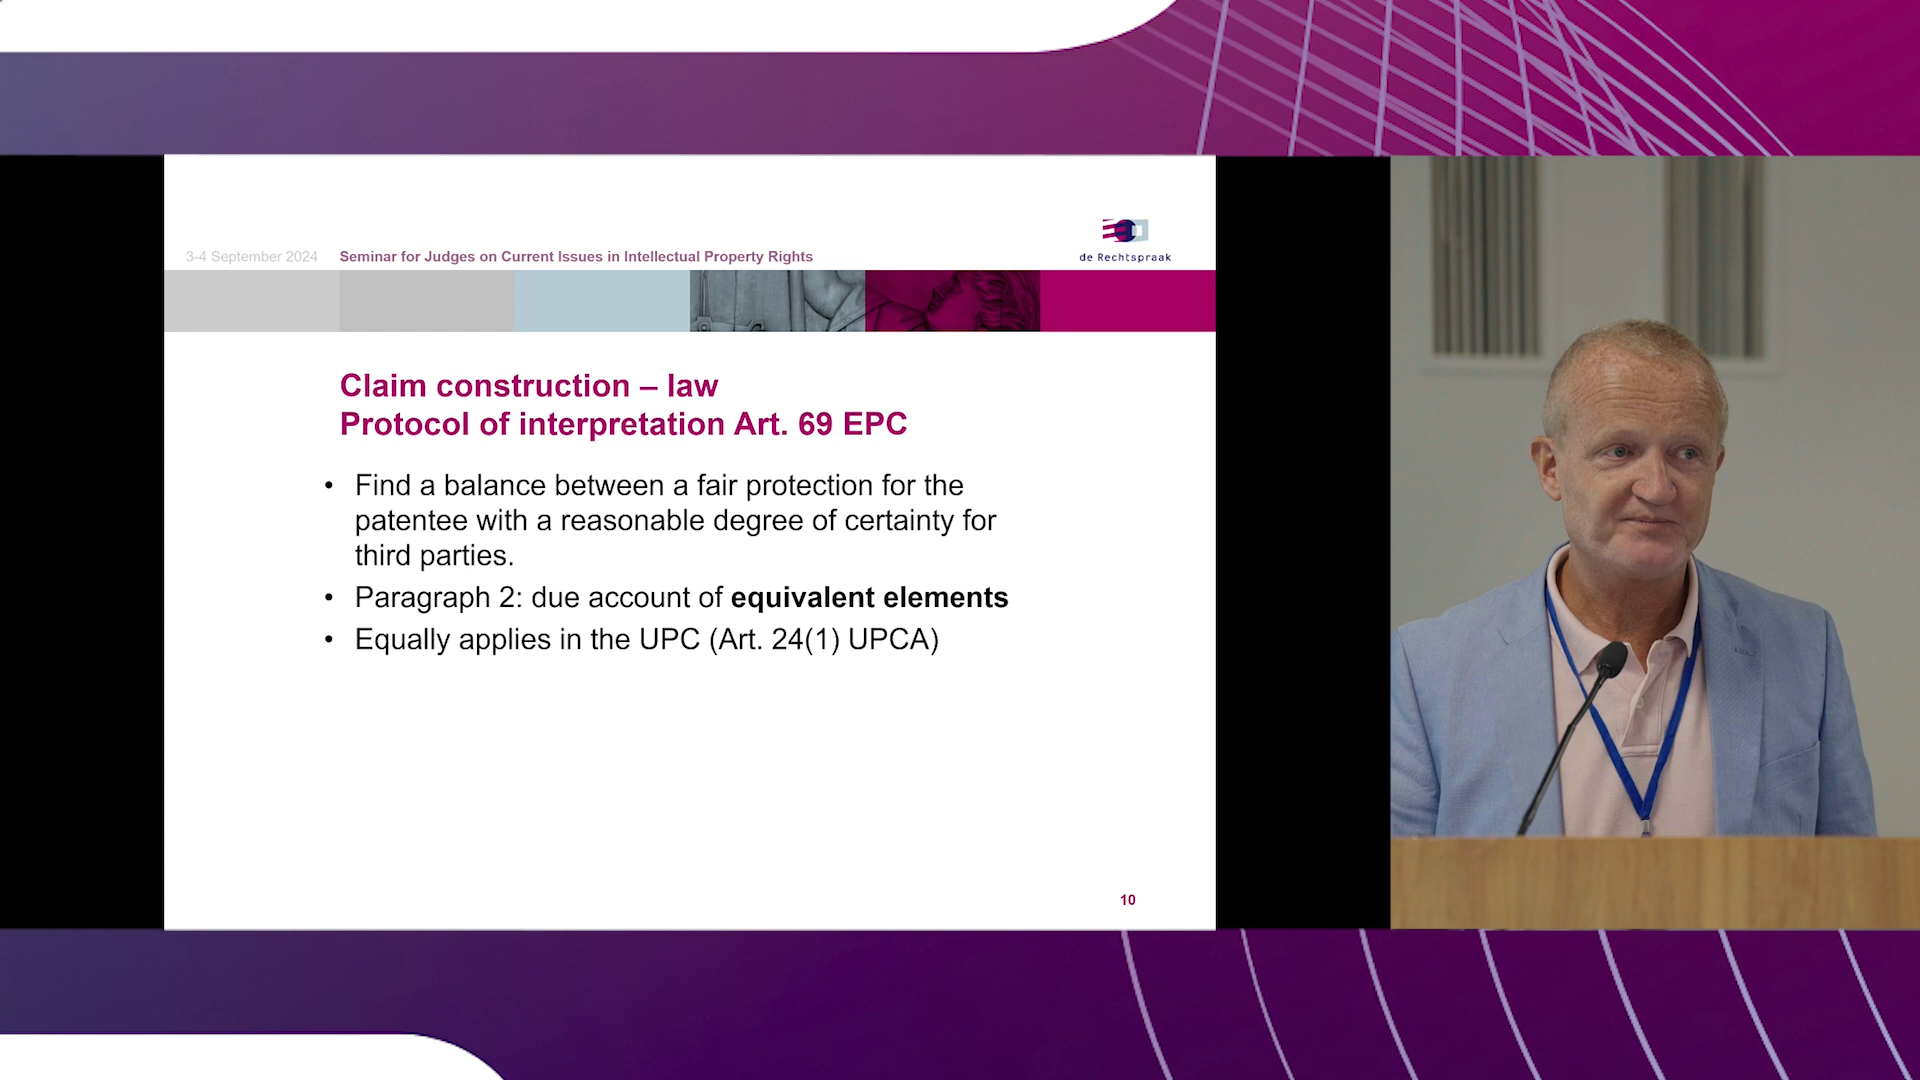 3-4 September 2024 Seminar for Judges on Current Issues in Intellectual Property Rights
de Rechtspraak
Claim construction – law
Protocol of interpretation Art. 69 EPC
• Find a balance between a fair protection for the
patentee with a reasonable degree of certainty for
third parties.
• Paragraph 2: due account of equivalent elements
• Equally applies in the UPC (Art. 24(1) UPCA)
10